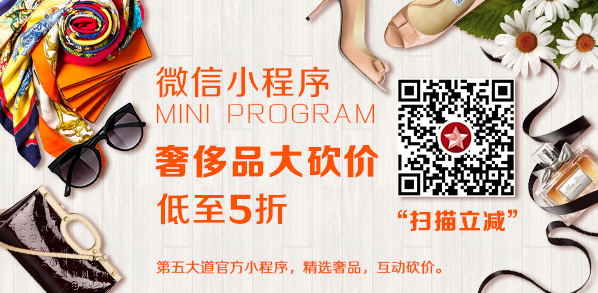 微信小程序
MINI PROGRAM
奢侈品大砍价
低至5折
“扫描立减”
第五大道官方小程序，精选奢品，互动砍价。